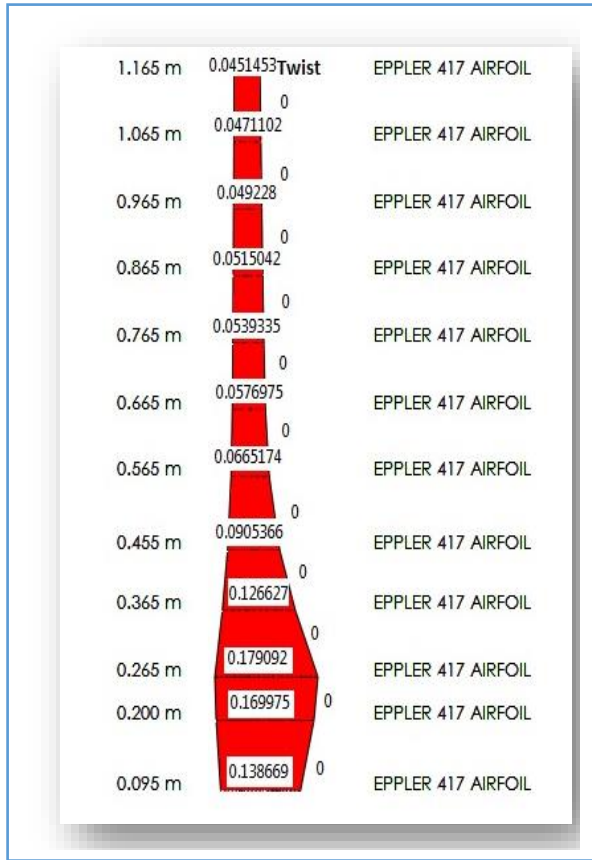 1.165 m 0.0451453Twist EPPLER 417 AIRFOIL
0
1.065 m 0.0471102 EPPLER 417 AIRFOIL
0
0.965 m 0.049228 EPPLER 417 AIRFOIL
0
0.865 m 0.0515042 EPPLER 417 AIRFOIL
0
0.765 m 0.0539335 EPPLER 417 AIRFOIL
0
0.665 m 0.0576975 EPPLER 417 AIRFOIL
0
0.565 m 0.0665174 EPPLER 417 AIRFOIL
0
0.455 m 0.0905366 EPPLER 417 AIRFOIL
0
0.365 m 0.126627 EPPLER 417 AIRFOIL
0
0.265 m 0.179092 EPPLER 417 AIRFOIL
0
0.200 m 0.169975 EPPLER 417 AIRFOIL
0
0.095 m 0.138669 EPPLER 417 AIRFOIL